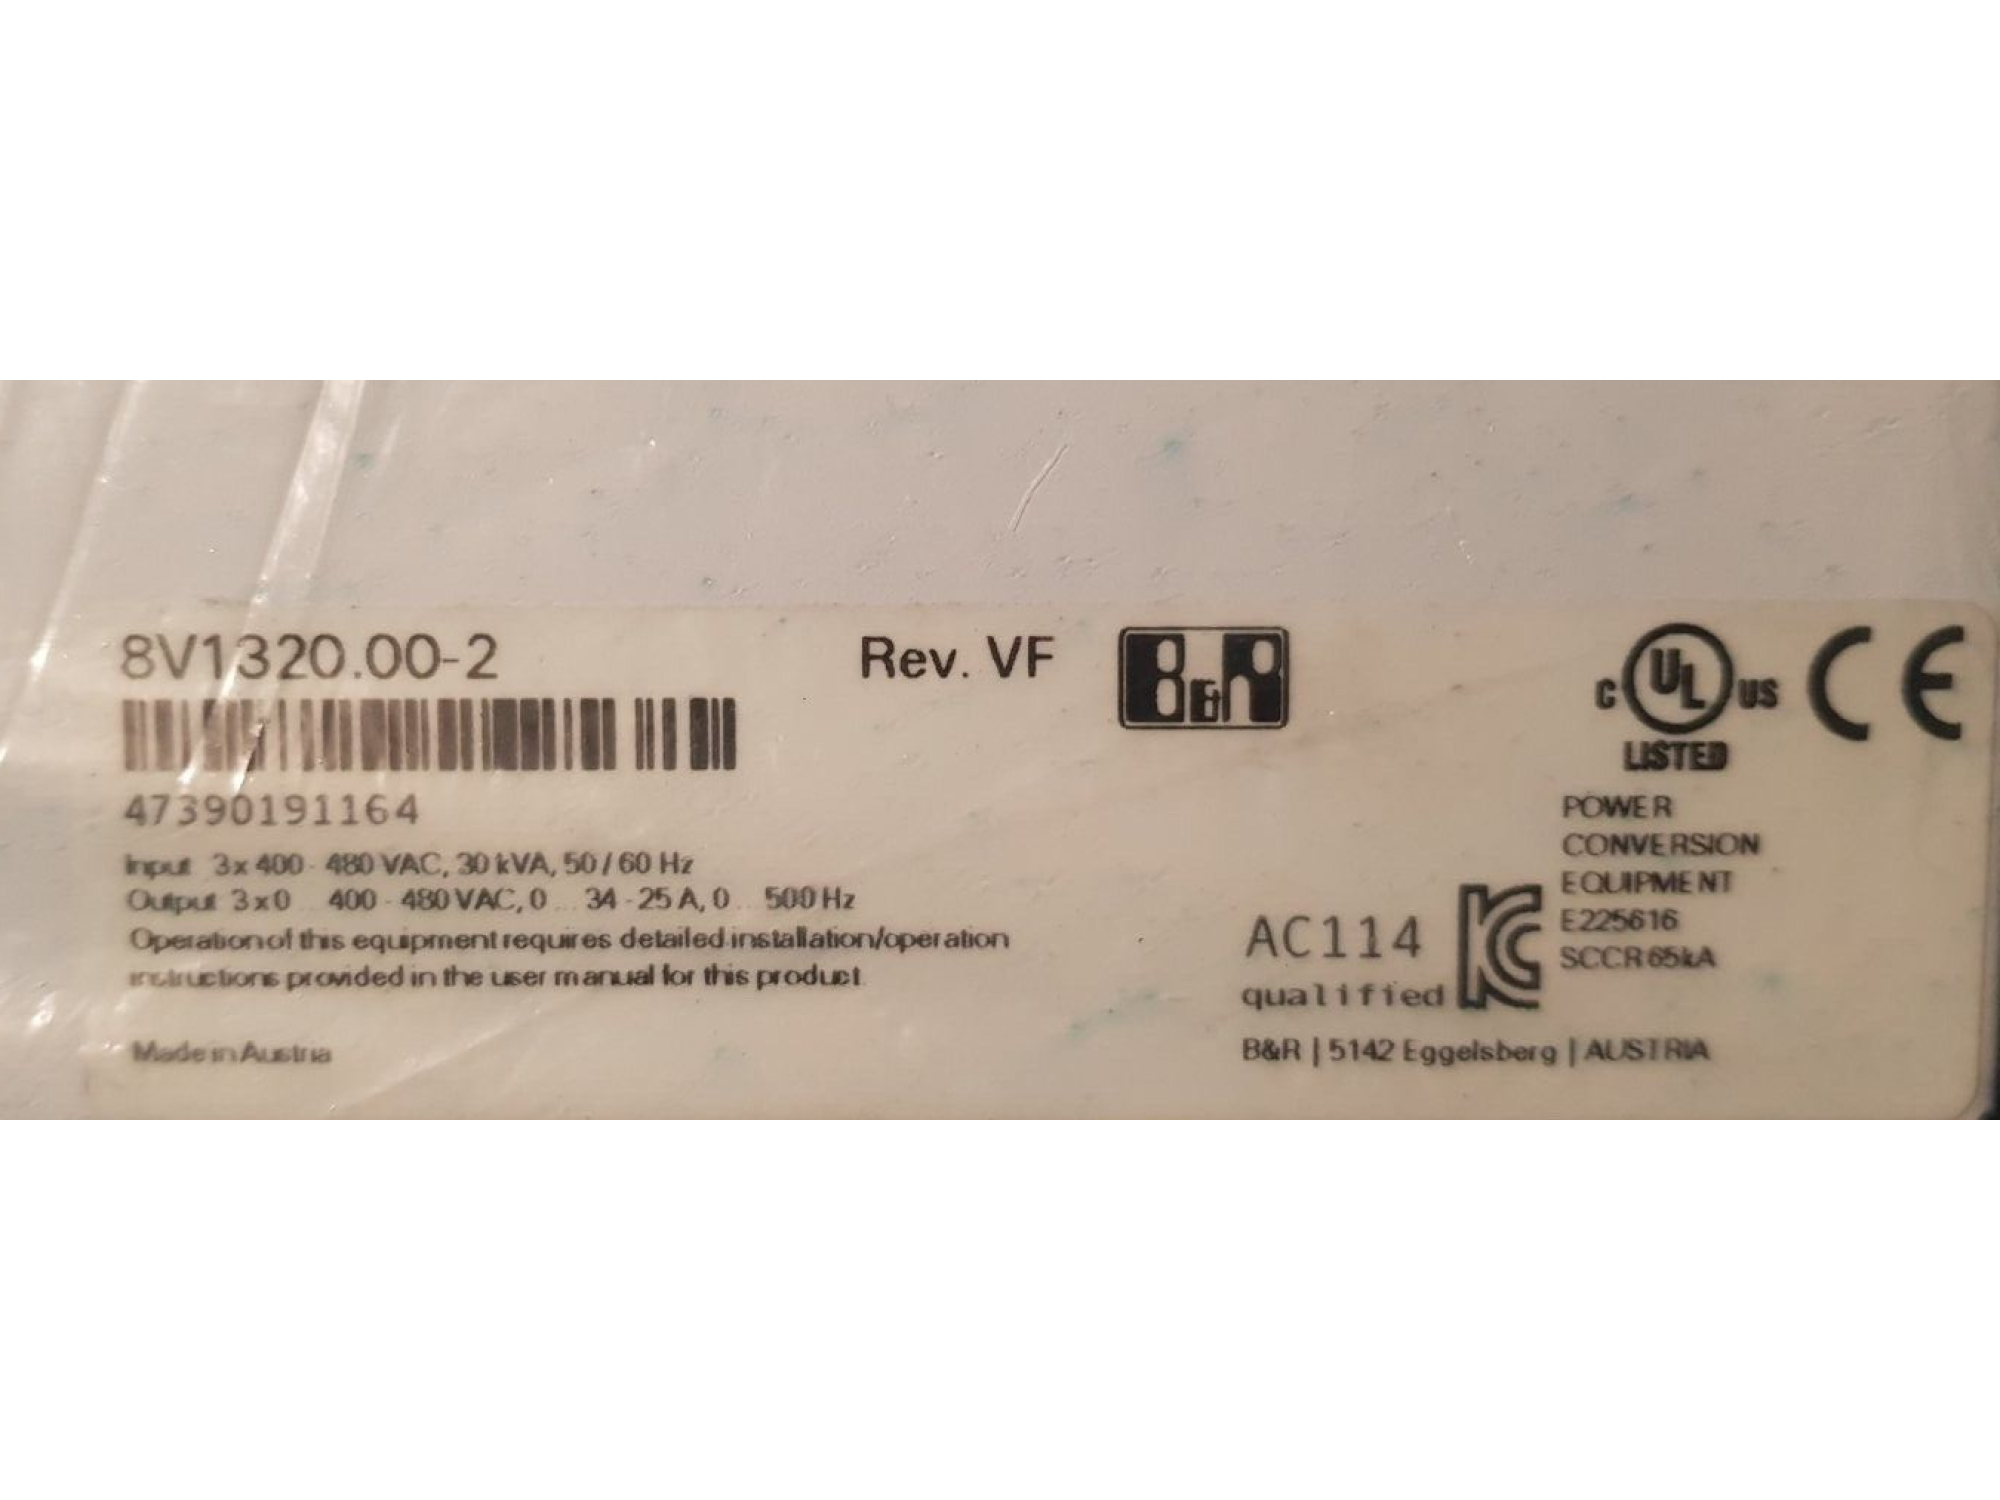 8V1320.00-2
Rev. VF
B&R
c UL us
LISTED
CE
47390191164
Input 3 x 400 - 480 VAC, 30 kVA, 50 / 60 Hz
Output 3 x 0 ... 400 - 480 VAC, 0 ... 34 - 25 A, 0 ... 500 Hz
Operation of this equipment requires detailed installation/operation
instructions provided in the user manual for this product.
Made in Austria
AC114
qualified
KC
POWER
CONVERSION
EQUIPMENT
E225616
SCCR 65kA
B&R | 5142 Eggelsberg | AUSTRIA